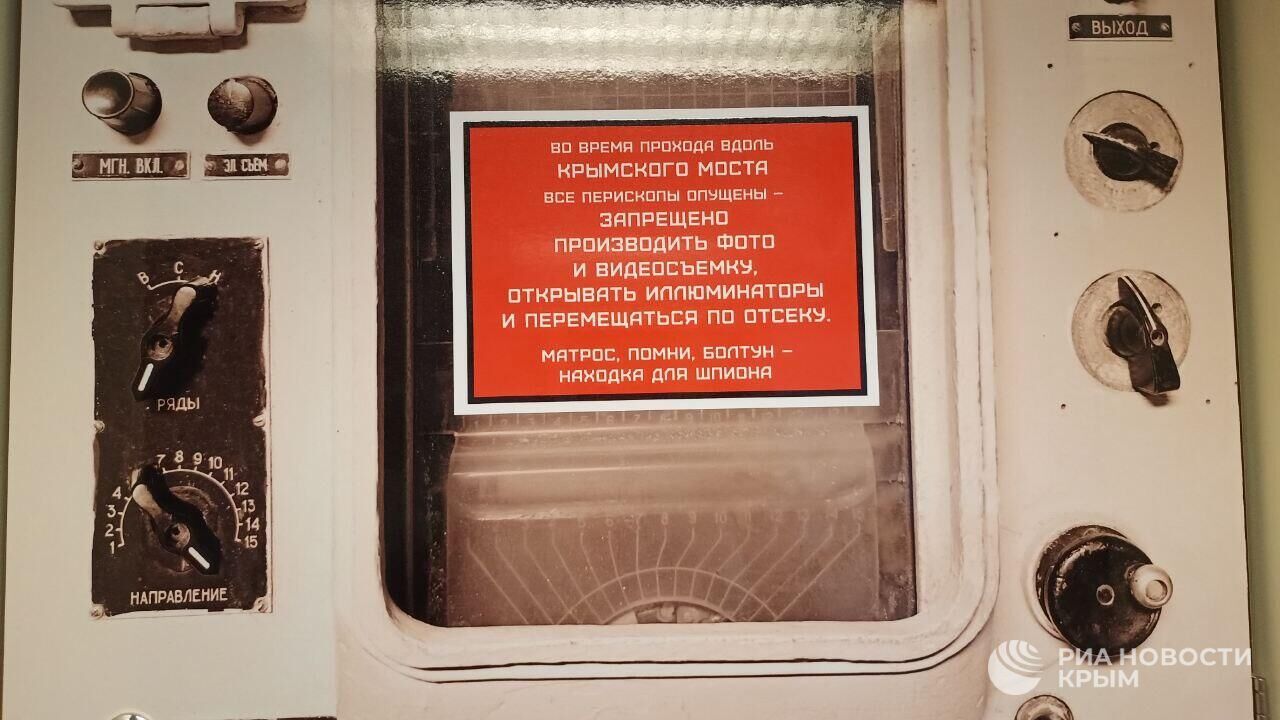 ВЫХОД
МГН. ВКЛ.
ЭЛ. СЪЁМ
ВО ВРЕМЯ ПРОХОДА ВДОЛЬ
КРЫМСКОГО МОСТА
ВСЕ ПЕРИСКОПЫ ОПУЩЕНЫ –
ЗАПРЕЩЕНО
ПРОИЗВОДИТЬ ФОТО
И ВИДЕОСЪЕМКУ,
ОТКРЫВАТЬ ИЛЛЮМИНАТОРЫ
И ПЕРЕМЕЩАТЬСЯ ПО ОТСЕКУ.
МАТРОС, ПОМНИ, БОЛТУН –
НАХОДКА ДЛЯ ШПИОНА
В С Н
РЯДЫ
1 2 3 4 7 8 9 10 11 12 13 14 15
НАПРАВЛЕНИЕ
РИА НОВОСТИ
КРЫМ